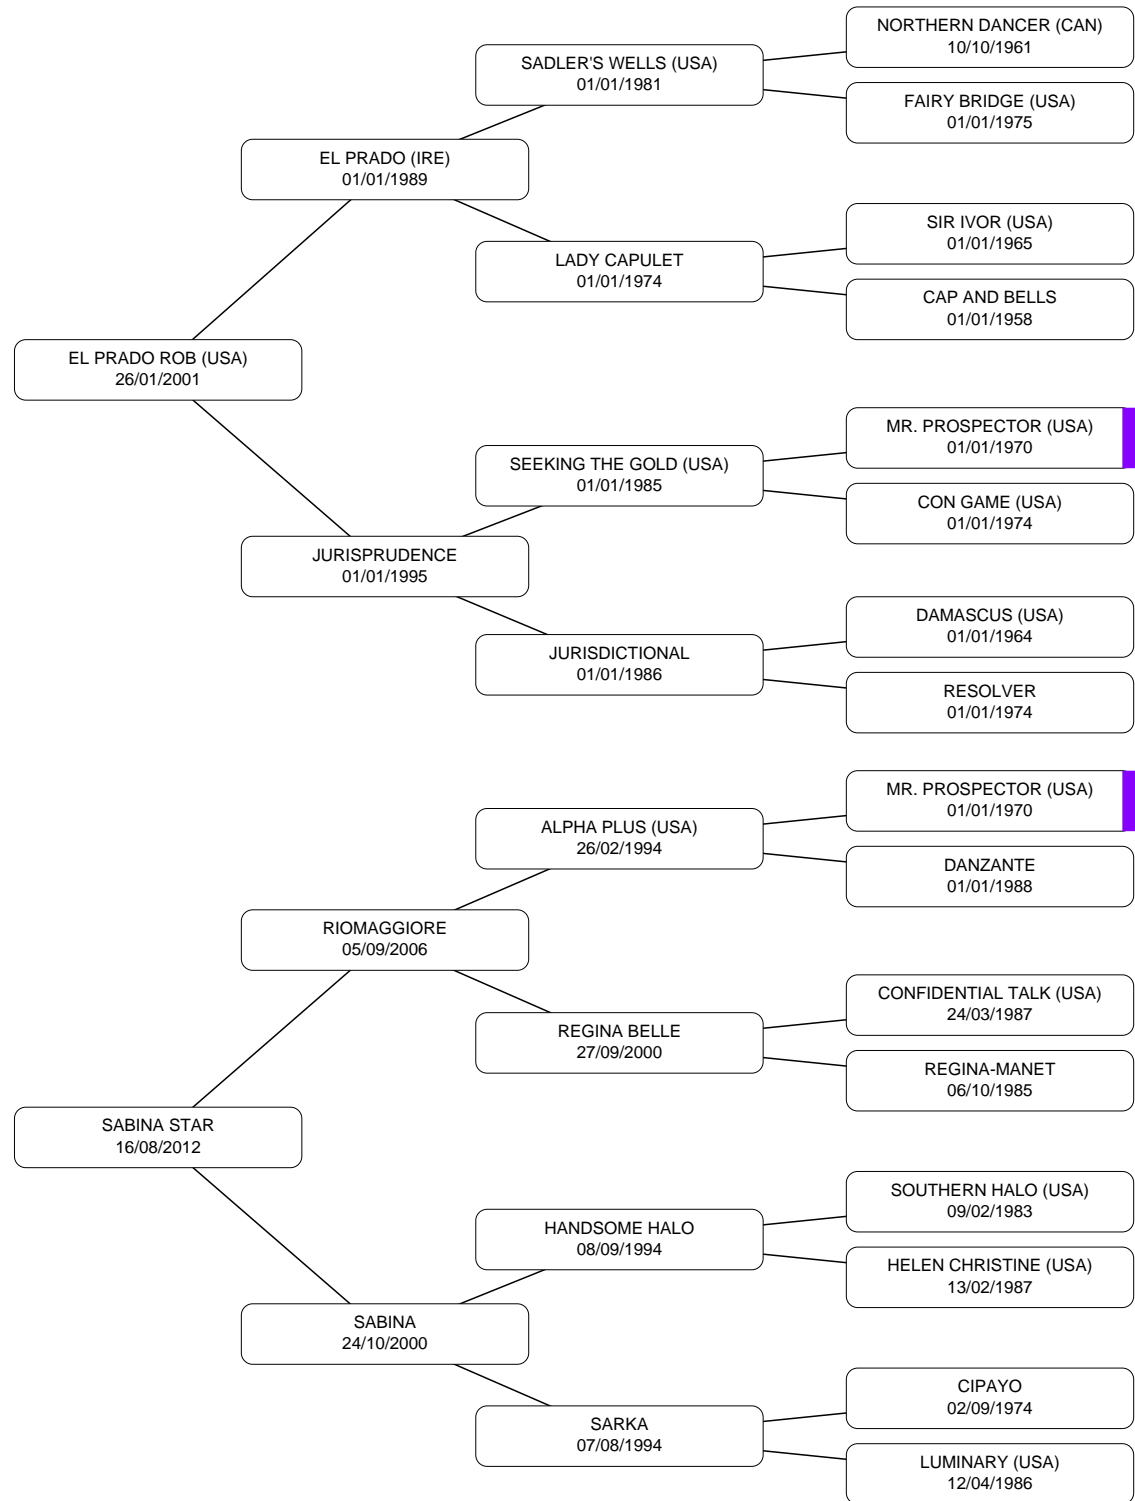 NORTHERN DANCER (CAN)
10/10/1961
SADLER'S WELLS (USA)
01/01/1981
FAIRY BRIDGE (USA)
01/01/1975
EL PRADO (IRE)
01/01/1989
SIR IVOR (USA)
01/01/1965
LADY CAPULET
01/01/1974
CAP AND BELLS
01/01/1958
EL PRADO ROB (USA)
26/01/2001
MR. PROSPECTOR (USA)
01/01/1970
SEEKING THE GOLD (USA)
01/01/1985
CON GAME (USA)
01/01/1974
JURISPRUDENCE
01/01/1995
DAMASCUS (USA)
01/01/1964
JURISDICTIONAL
01/01/1986
RESOLVER
01/01/1974
MR. PROSPECTOR (USA)
01/01/1970
ALPHA PLUS (USA)
26/02/1994
DANZANTE
01/01/1988
RIOMAGGIORE
05/09/2006
CONFIDENTIAL TALK (USA)
24/03/1987
REGINA BELLE
27/09/2000
REGINA-MANET
06/10/1985
SABINA STAR
16/08/2012
SOUTHERN HALO (USA)
09/02/1983
HANDSOME HALO
08/09/1994
HELEN CHRISTINE (USA)
13/02/1987
SABINA
24/10/2000
CIPAYO
02/09/1974
SARKA
07/08/1994
LUMINARY (USA)
12/04/1986